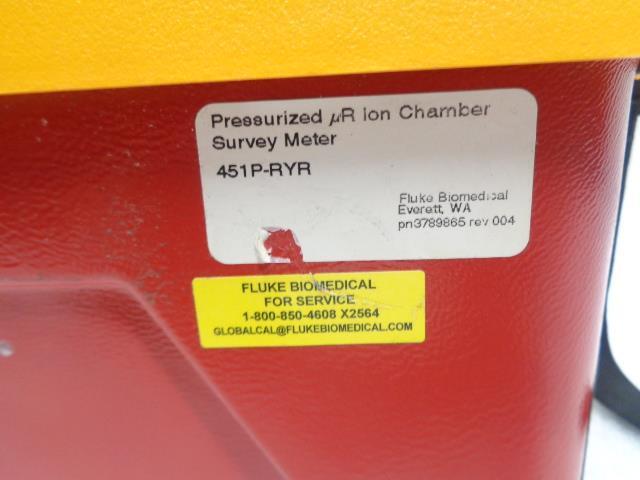 Pressurized µR Ion Chamber
Survey Meter
451P-RYR
Fluke Biomedical
Everett, WA
pn3789865 rev 004
FLUKE BIOMEDICAL
FOR SERVICE
1-800-850-4608 X2564
GLOBALCAL@FLUKEBIOMEDICAL.COM